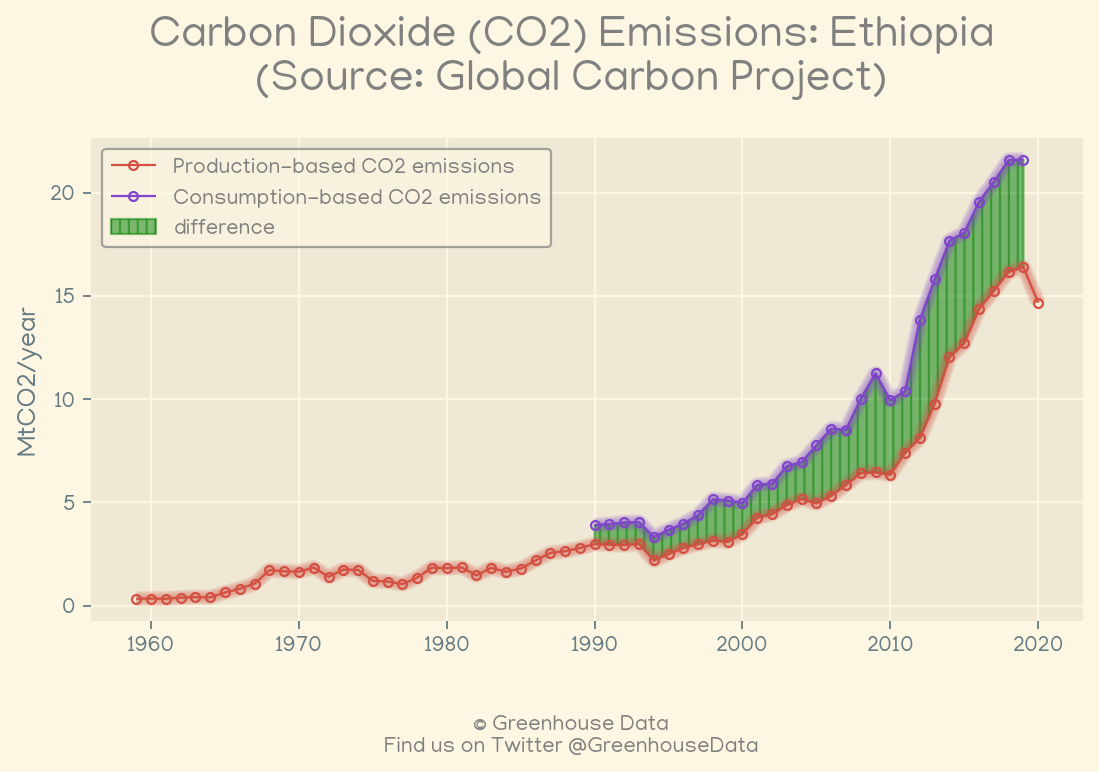 Carbon Dioxide (CO2) Emissions: Ethiopia
(Source: Global Carbon Project)
Production-based CO2 emissions
Consumption-based CO2 emissions
difference
MtCO2/year
20
15
10
5
0
1960 1970 1980 1990 2000 2010 2020
© Greenhouse Data
Find us on Twitter @GreenhouseData